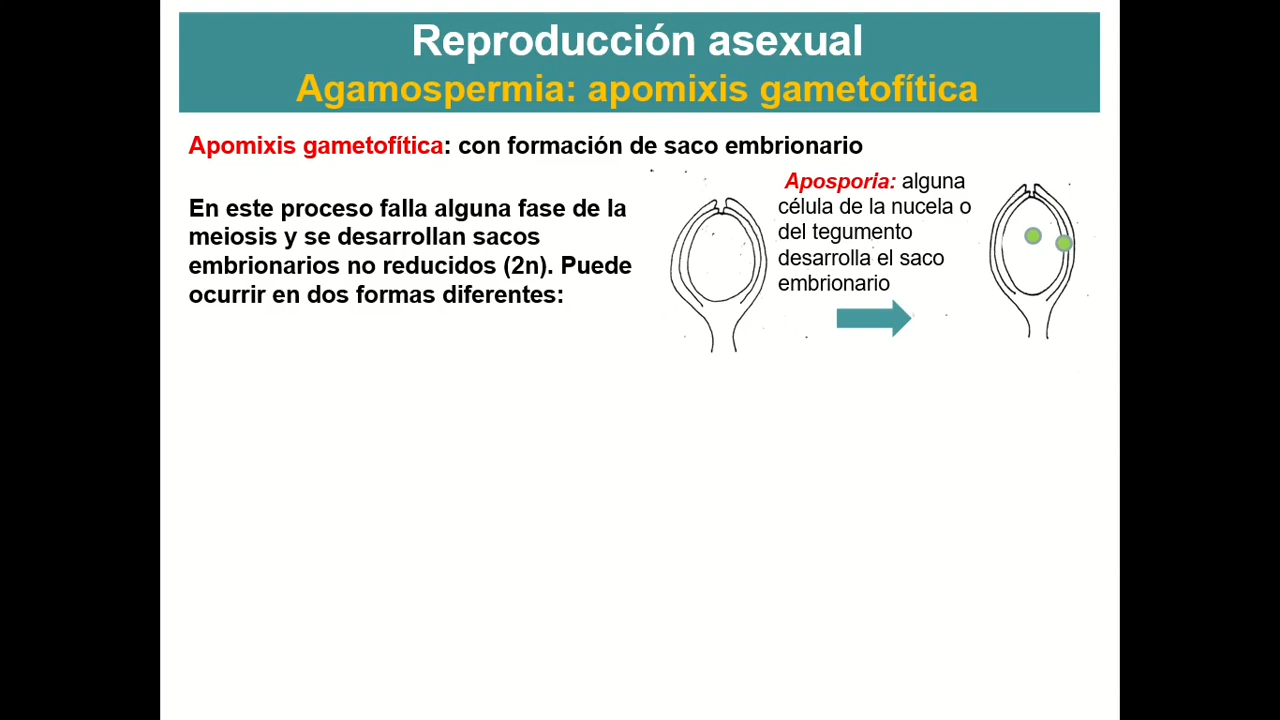 Reproducción asexual
Agamospermia: apomixis gametofítica
Apomixis gametofítica: con formación de saco embrionario
En este proceso falla alguna fase de la
meiosis y se desarrollan sacos
embrionarios no reducidos (2n). Puede
ocurrir en dos formas diferentes:
Aposporia: alguna
célula de la nucela o
del tegumento
desarrolla el saco
embrionario